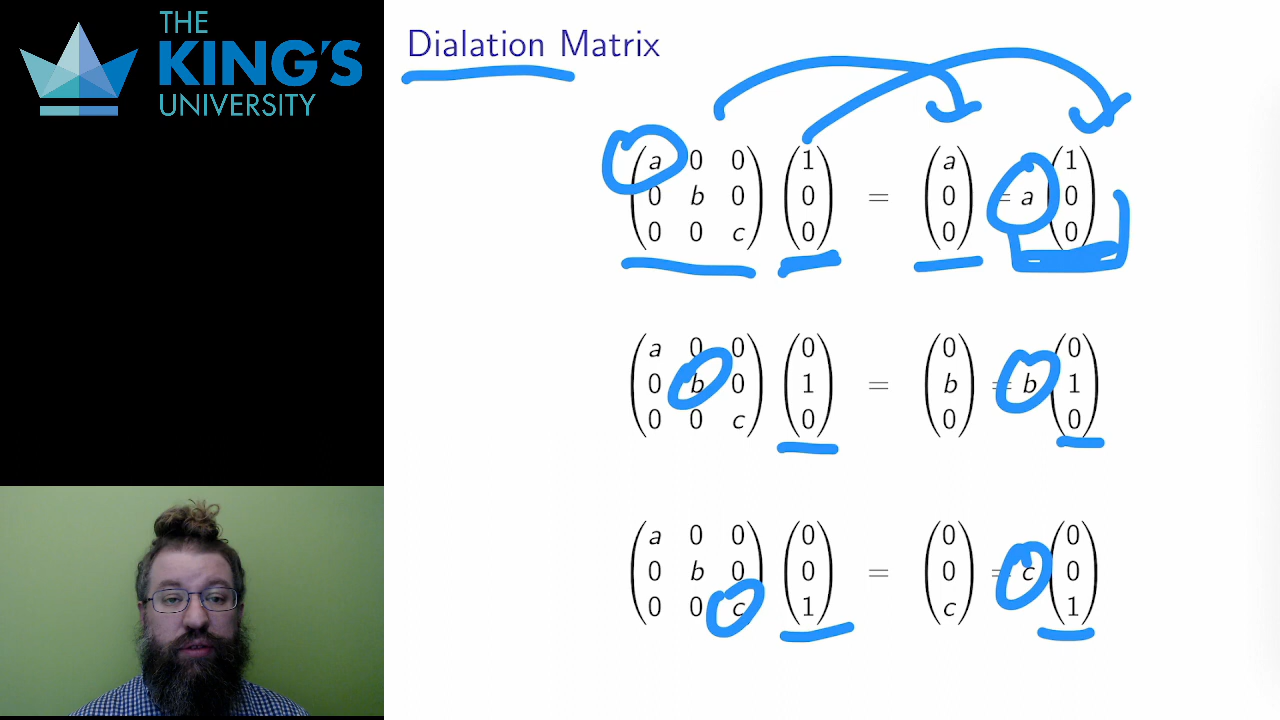 THE
KING'S
UNIVERSITY
Dialation Matrix
a 0 0 1 a 1
0 b 0 0 = 0 = a 0
0 0 c 0 0 0
a 0 0 0 0 0
0 b 0 1 = b = b 1
0 0 c 0 0 0
a 0 0 0 0 0
0 b 0 0 = 0 = c 0
0 0 c 1 c 1